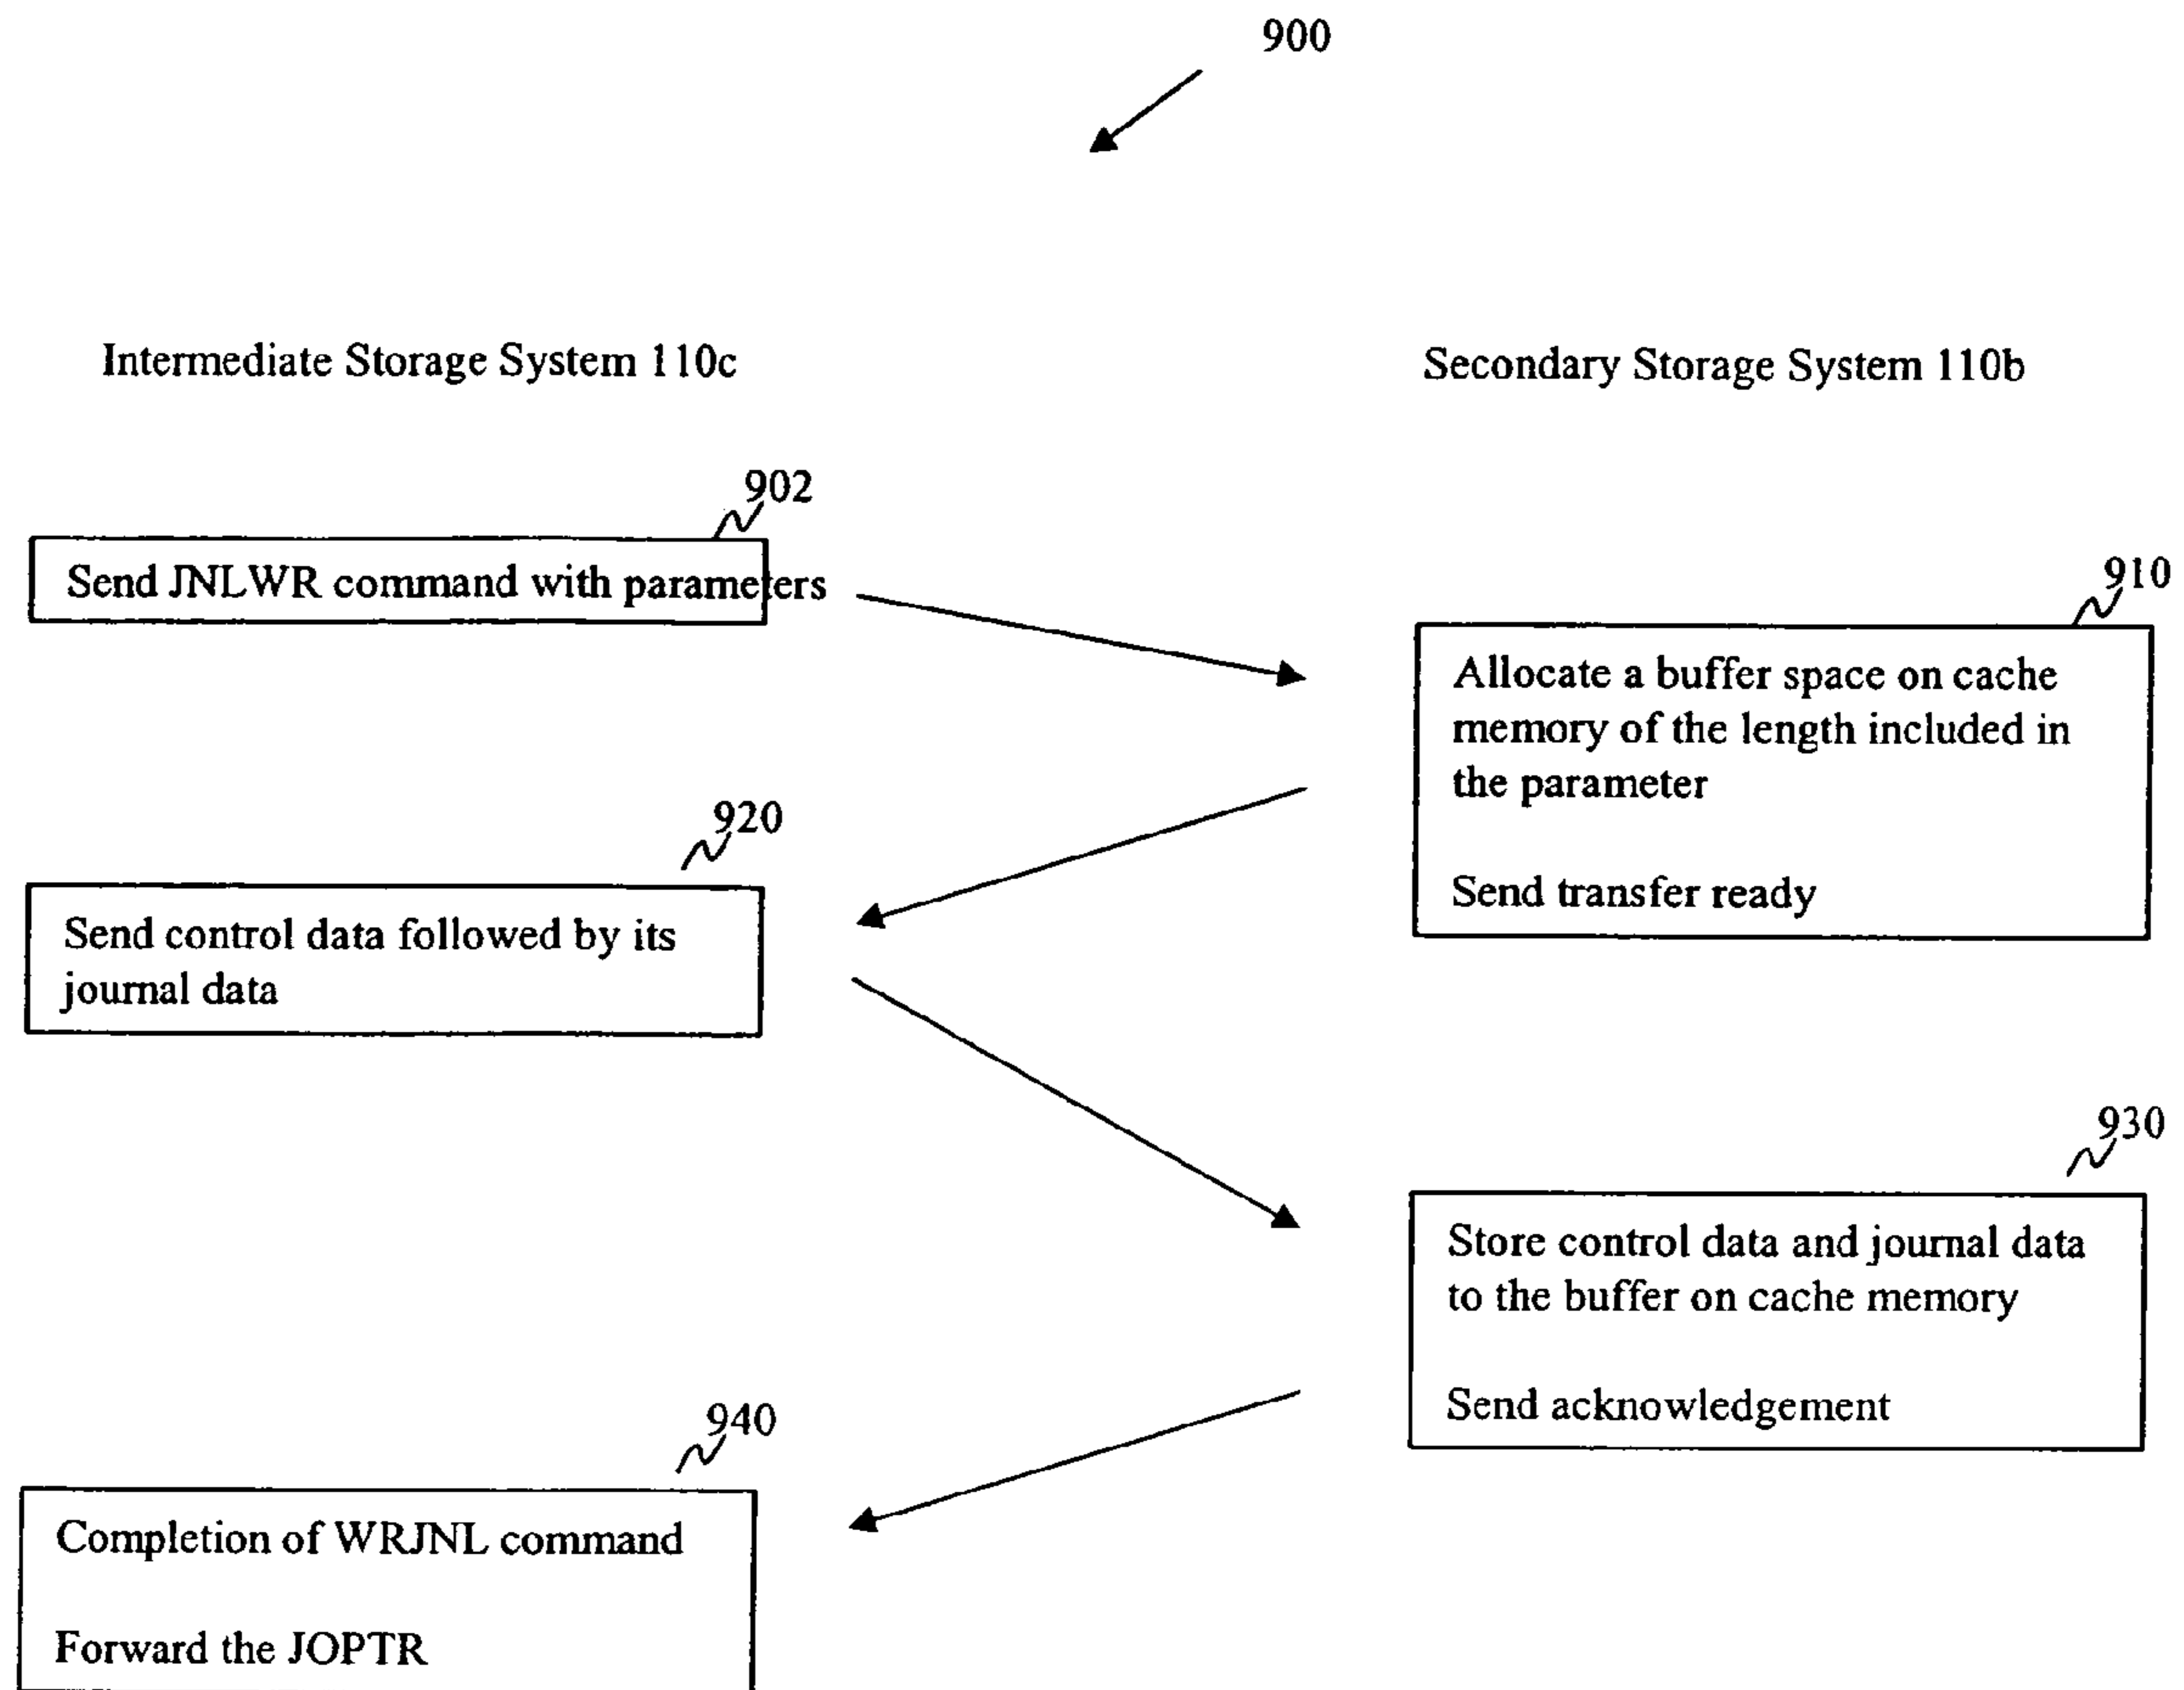 900
Intermediate Storage System 110c
Secondary Storage System 110b
902
Send JNLWR command with parameters
910
Allocate a buffer space on cache
memory of the length included in
the parameter
Send transfer ready
920
Send control data followed by its
journal data
930
Store control data and journal data
to the buffer on cache memory
Send acknowledgement
940
Completion of WRJNL command
Forward the JOPTR